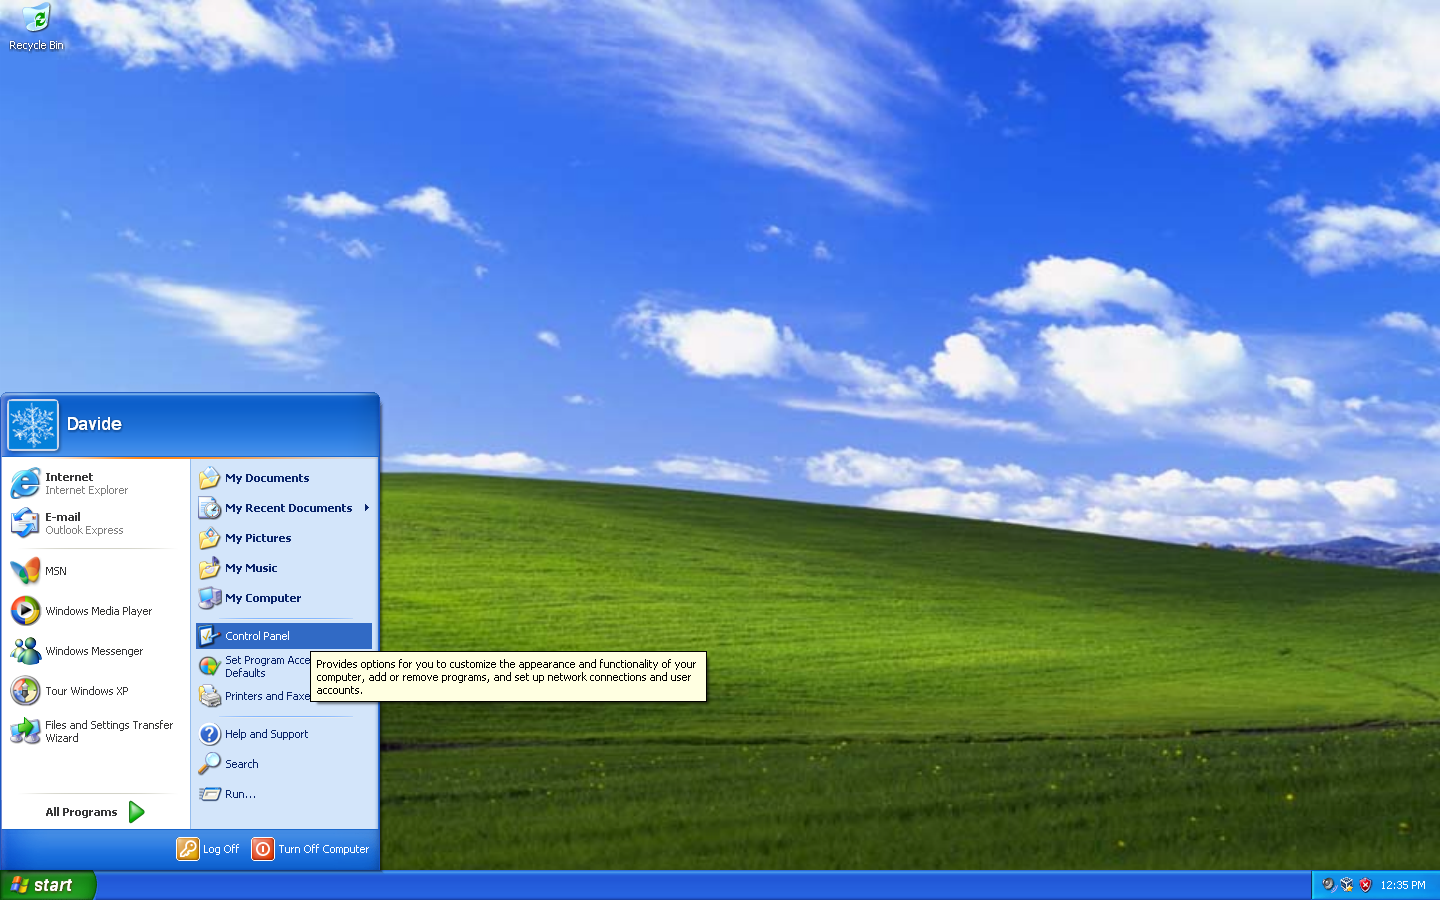 Recycle Bin
Davide
Internet
Internet Explorer
E-mail
Outlook Express
MSN
Windows Media Player
Windows Messenger
Tour Windows XP
Files and Settings Transfer
Wizard
All Programs
My Documents
My Recent Documents
My Pictures
My Music
My Computer
Control Panel
Set Program Acce
Defaults
Printers and Faxe
Provides options for you to customize the appearance and functionality of your
computer, add or remove programs, and set up network connections and user
accounts.
Help and Support
Search
Run...
Log Off
Turn Off Computer
start
12:35 PM